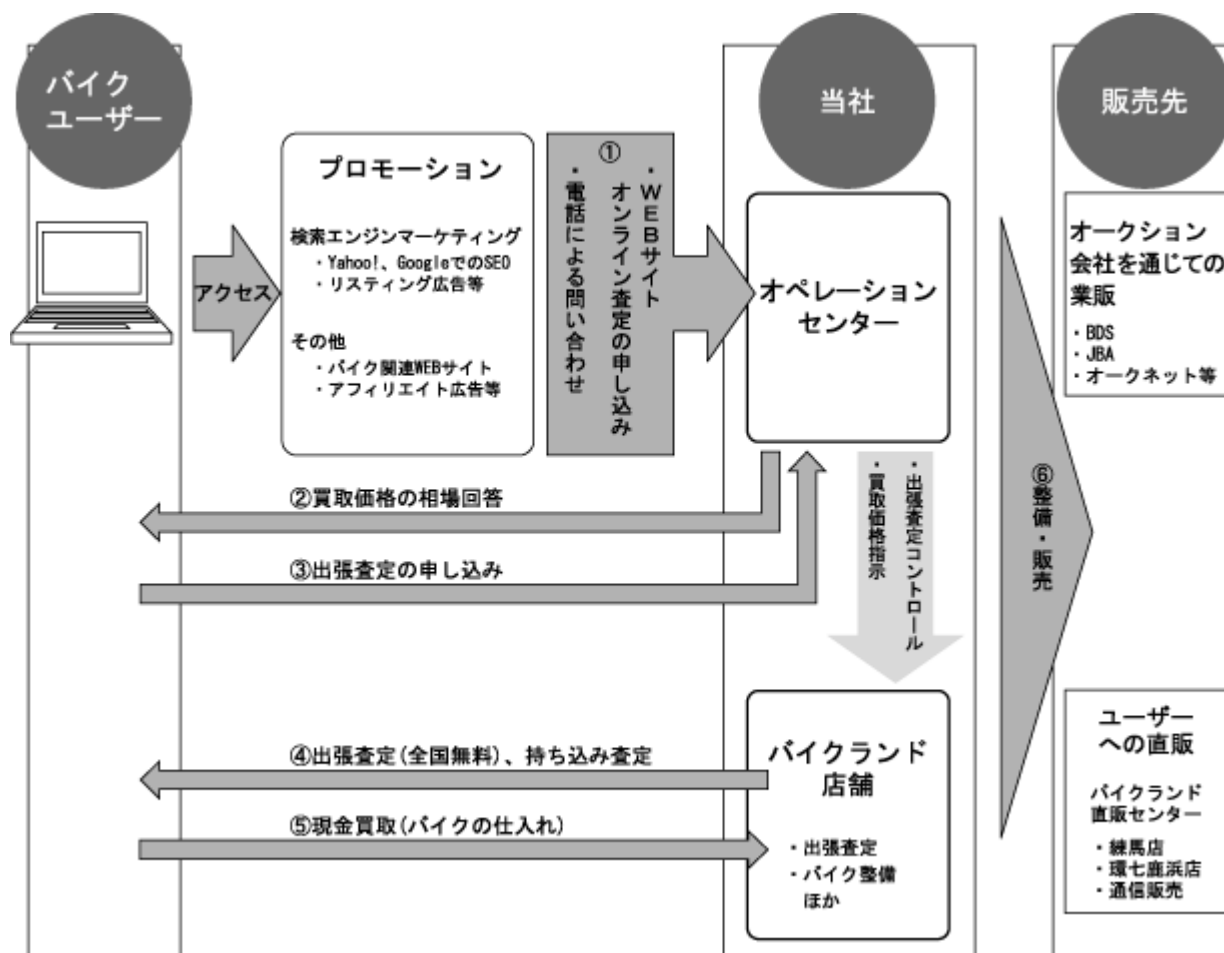 バイク
ユーザー
当社
販売先
プロモーション
検索エンジンマーケティング
・Yahoo!、GoogleでのSEO
・リスティング広告等
その他
・バイク関連WEBサイト
・アフィリエイト広告等
アクセス
①
・WEBサイト
オンライン査定の申し込み
・電話による問い合わせ
オペレーション
センター
オークション
会社を通じての
業販
・BDS
・JBA
・オークネット等
②買取価格の相場回答
③出張査定の申し込み
・出張査定コントロール
・買取価格指示
⑥整備・販売
④出張査定(全国無料)、持ち込み査定
⑤現金買取(バイクの仕入れ)
バイクランド
店舗
・出張査定
・バイク整備
ほか
ユーザー
への直販
バイクランド
直販センター
・練馬店
・環七鹿浜店
・通信販売